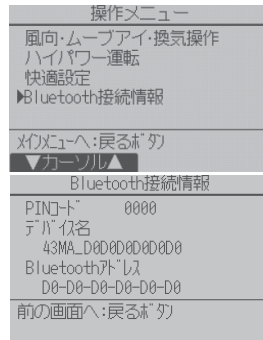 操作メニュー
風向・ムーブアイ・換気操作
ハイパワー運転
快適設定
▶Bluetooth接続情報
ﾒｲﾝﾒﾆｭｰへ:戻るﾎﾞﾀﾝ
▼カーソル▲
Bluetooth接続情報
PINｺｰﾄﾞ 0000
ﾃﾞﾊﾞｲｽ名
43MA_D0D0D0D0D0D0
Bluetoothｱﾄﾞﾚｽ
D0-D0-D0-D0-D0-D0
前の画面へ:戻るﾎﾞﾀﾝ